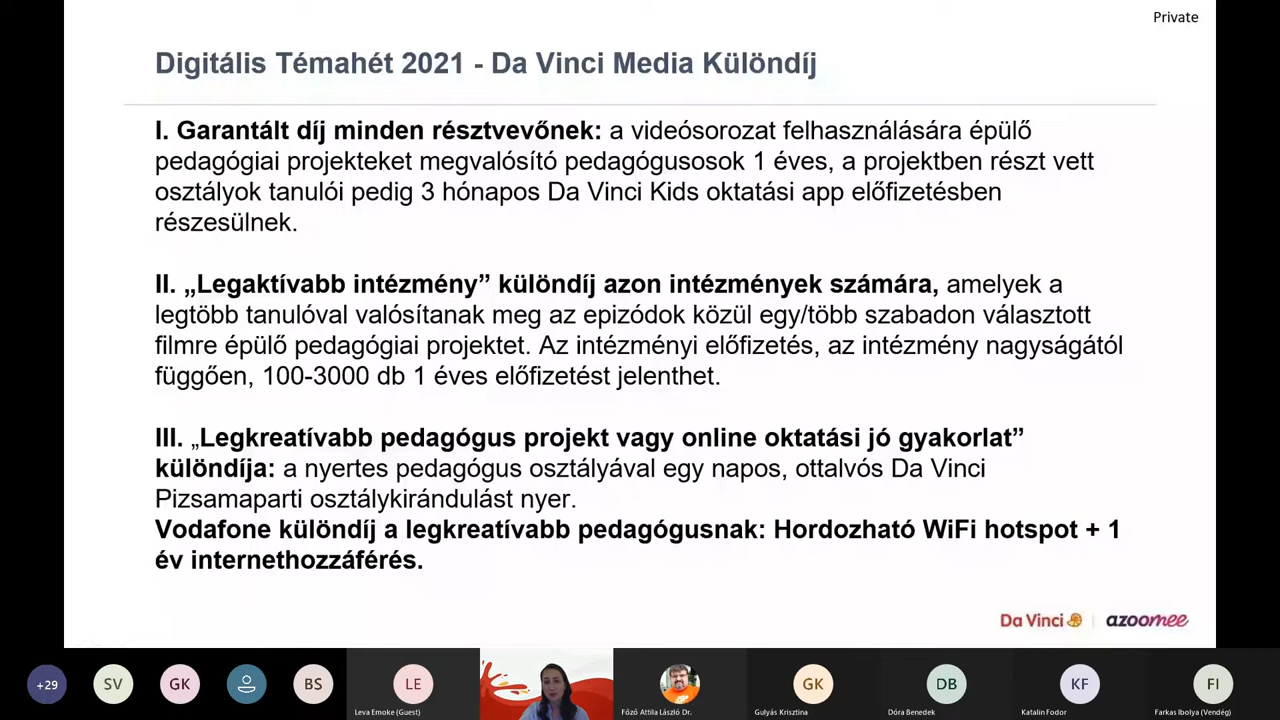 Private
Digitális Témahét 2021 - Da Vinci Media Különdíj
I. Garantált díj minden résztvevőnek: a videósorozat felhasználására épülő
pedagógiai projekteket megvalósító pedagógusosok 1 éves, a projektben részt vett
osztályok tanulói pedig 3 hónapos Da Vinci Kids oktatási app előfizetésben
részesülnek.
II. „Legaktívabb intézmény” különdíj azon intézmények számára, amelyek a
legtöbb tanulóval valósítanak meg az epizódok közül egy/több szabadon választott
filmre épülő pedagógiai projektet. Az intézményi előfizetés, az intézmény nagyságától
függően, 100-3000 db 1 éves előfizetést jelenthet.
III. „Legkreatívabb pedagógus projekt vagy online oktatási jó gyakorlat”
különdíja: a nyertes pedagógus osztályával egy napos, ottalvós Da Vinci
Pizsamaparti osztálykirándulást nyer.
Vodafone különdíj a legkreatívabb pedagógusnak: Hordozható WiFi hotspot + 1
év internethozzáférés.
Da Vinci azoomee
+29 SV GK BS LE GK DB KF FI
Leva Emoke (Guest) Főző Attila László Dr. Gulyás Krisztina Dóra Benedek Katalin Fodor Farkas Ibolya (Vendég)